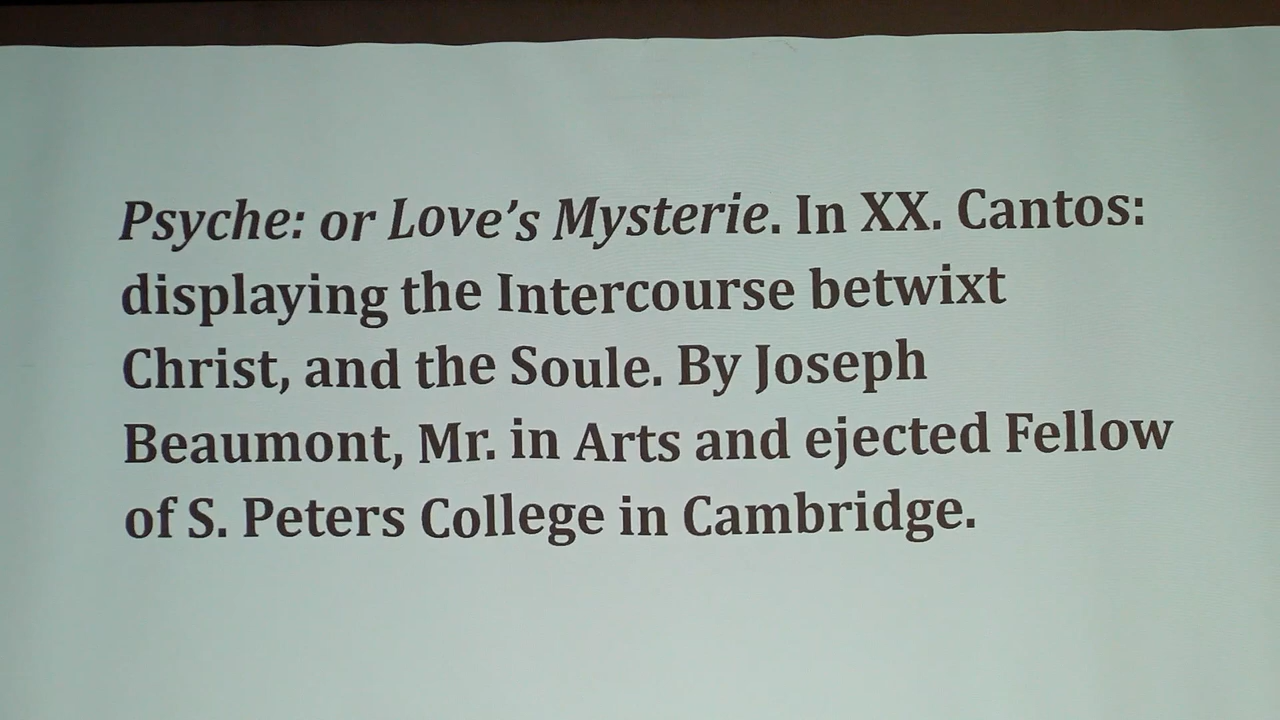 Psyche: or Love’s Mysterie. In XX. Cantos:
displaying the Intercourse betwixt
Christ, and the Soule. By Joseph
Beaumont, Mr. in Arts and ejected Fellow
of S. Peters College in Cambridge.